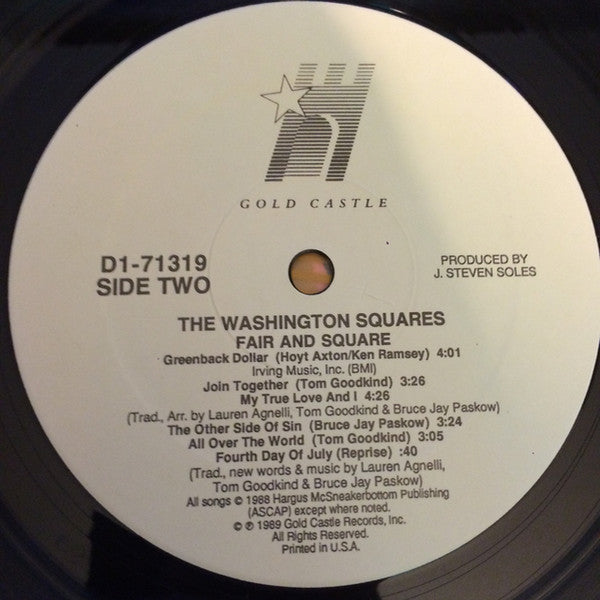 GOLD CASTLE
D1-71319
SIDE TWO
PRODUCED BY
J. STEVEN SOLES
THE WASHINGTON SQUARES
FAIR AND SQUARE
Greenback Dollar (Hoyt Axton/Ken Ramsey) 4:01
Irving Music, Inc. (BMI)
Join Together (Tom Goodkind) 3:26
My True Love And I 4:26
(Trad., Arr. by Lauren Agnelli, Tom Goodkind & Bruce Jay Paskow)
The Other Side Of Sin (Bruce Jay Paskow) 3:24
All Over The World (Tom Goodkind) 3:05
Fourth Day Of July (Reprise) :40
(Trad., new words & music by Lauren Agnelli,
Tom Goodkind & Bruce Jay Paskow)
All songs © 1988 Hargus McSneakerbottom Publishing
(ASCAP) except where noted.
© ℗ 1989 Gold Castle Records, Inc.
All Rights Reserved.
Printed in U.S.A.